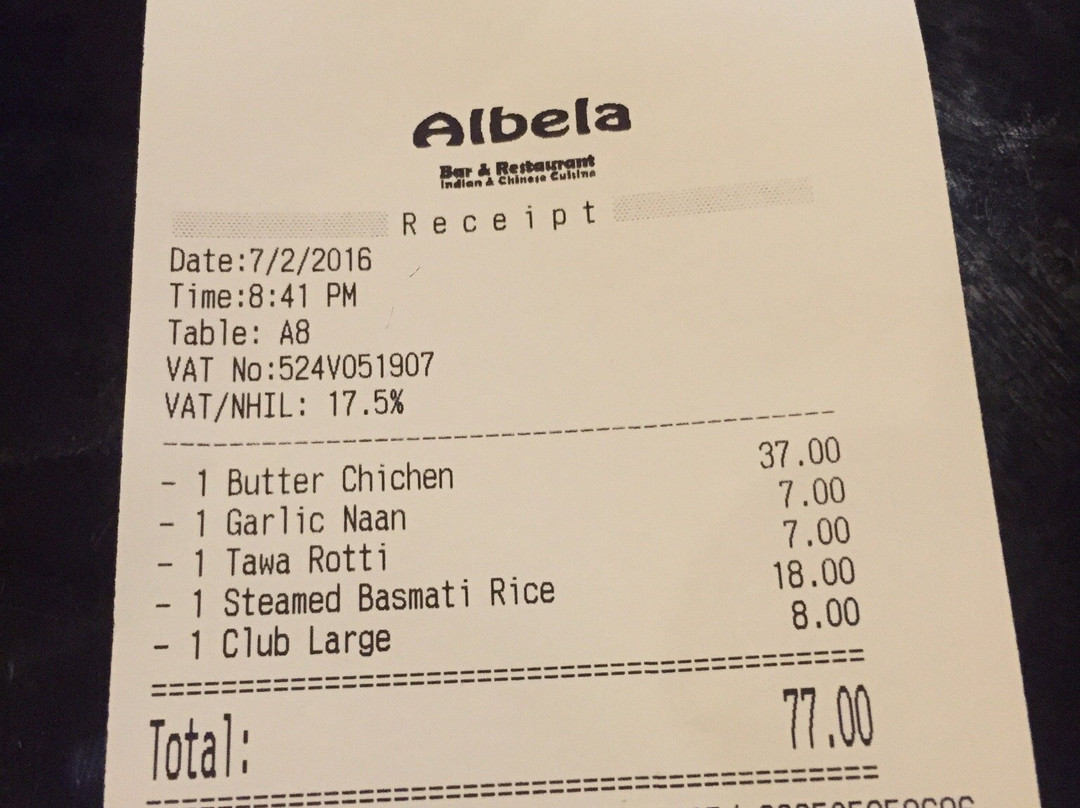 Albela
Bar & Restaurant
Indian & Chinese Cuisine
Receipt
Date:7/2/2016
Time:8:41 PM
Table: A8
VAT No:524V051907
VAT/NHIL: 17.5%
- 1 Butter Chichen 37.00
- 1 Garlic Naan 7.00
- 1 Tawa Rotti 7.00
- 1 Steamed Basmati Rice 18.00
- 1 Club Large 8.00
Total: 77.00